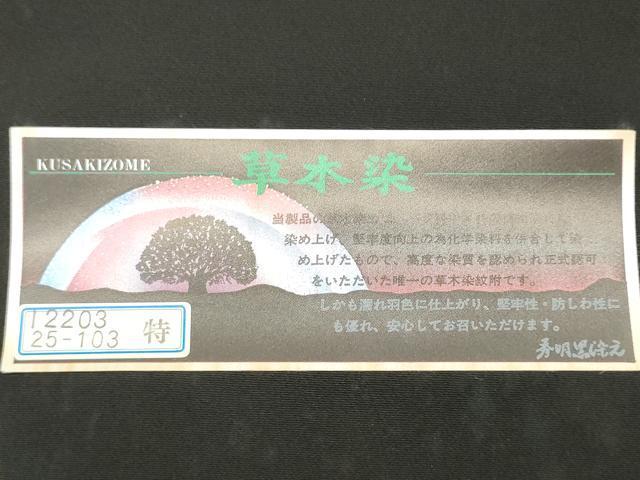 KUSAKIZOME
草木染
当製品の
染め上げ、堅牢度向上の為化学染料を併合して染
め上げたもので、高度な染質を認められ正式認可
をいただいた唯一の草木染紋附です。
しかも濡れ羽色に仕上がり、堅牢性・防しわ性に
も優れ、安心してお召いただけます。
秀明黒染元
12203
25-103
特